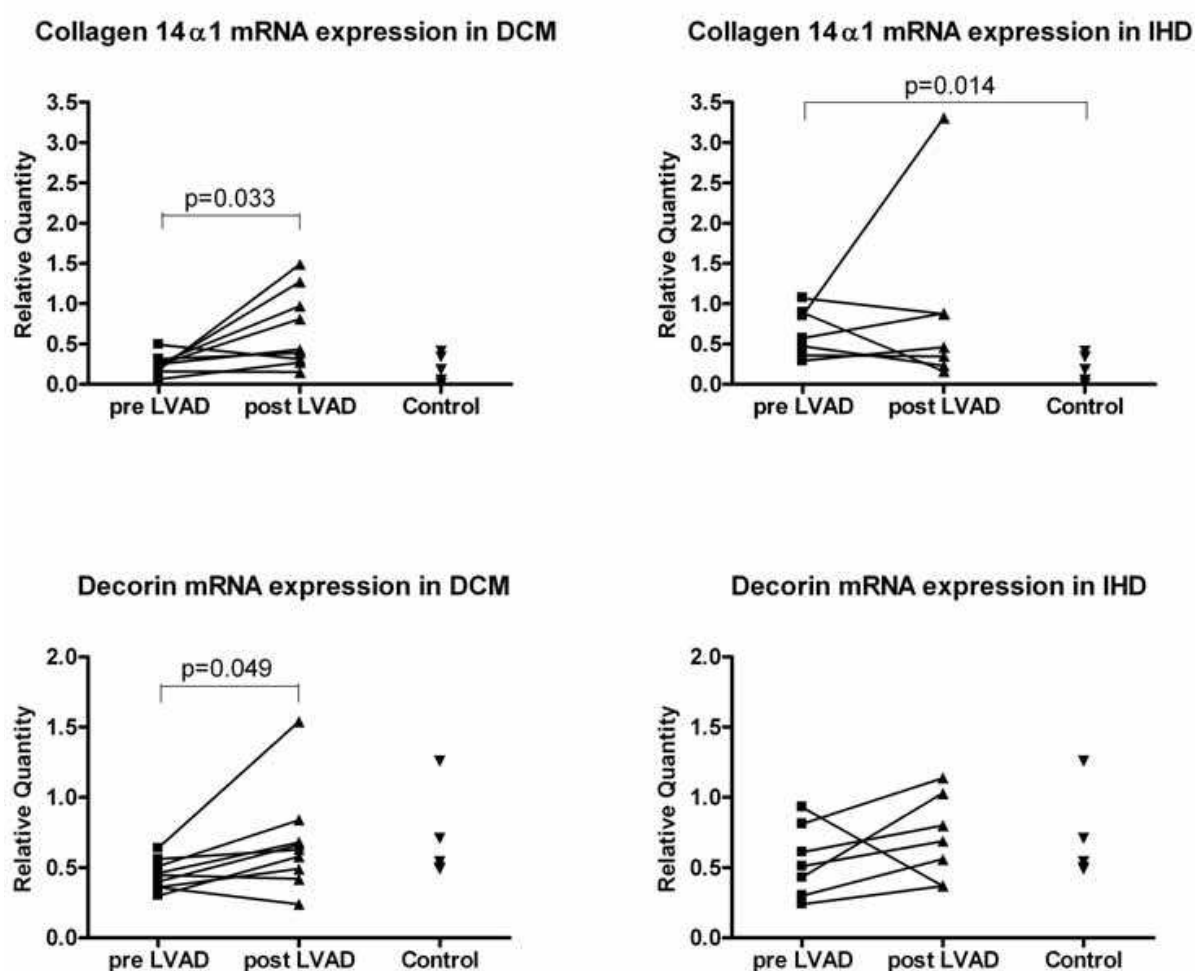 Collagen 14α1 mRNA expression in DCM
Relative Quantity
3.5
3.0
2.5
2.0
1.5
1.0
0.5
0.0
p=0.033
pre LVAD post LVAD Control
Collagen 14α1 mRNA expression in IHD
Relative Quantity
3.5
3.0
2.5
2.0
1.5
1.0
0.5
0.0
p=0.014
pre LVAD post LVAD Control
Decorin mRNA expression in DCM
Relative Quantity
2.0
1.5
1.0
0.5
0.0
p=0.049
pre LVAD post LVAD Control
Decorin mRNA expression in IHD
Relative Quantity
2.0
1.5
1.0
0.5
0.0
pre LVAD post LVAD Control